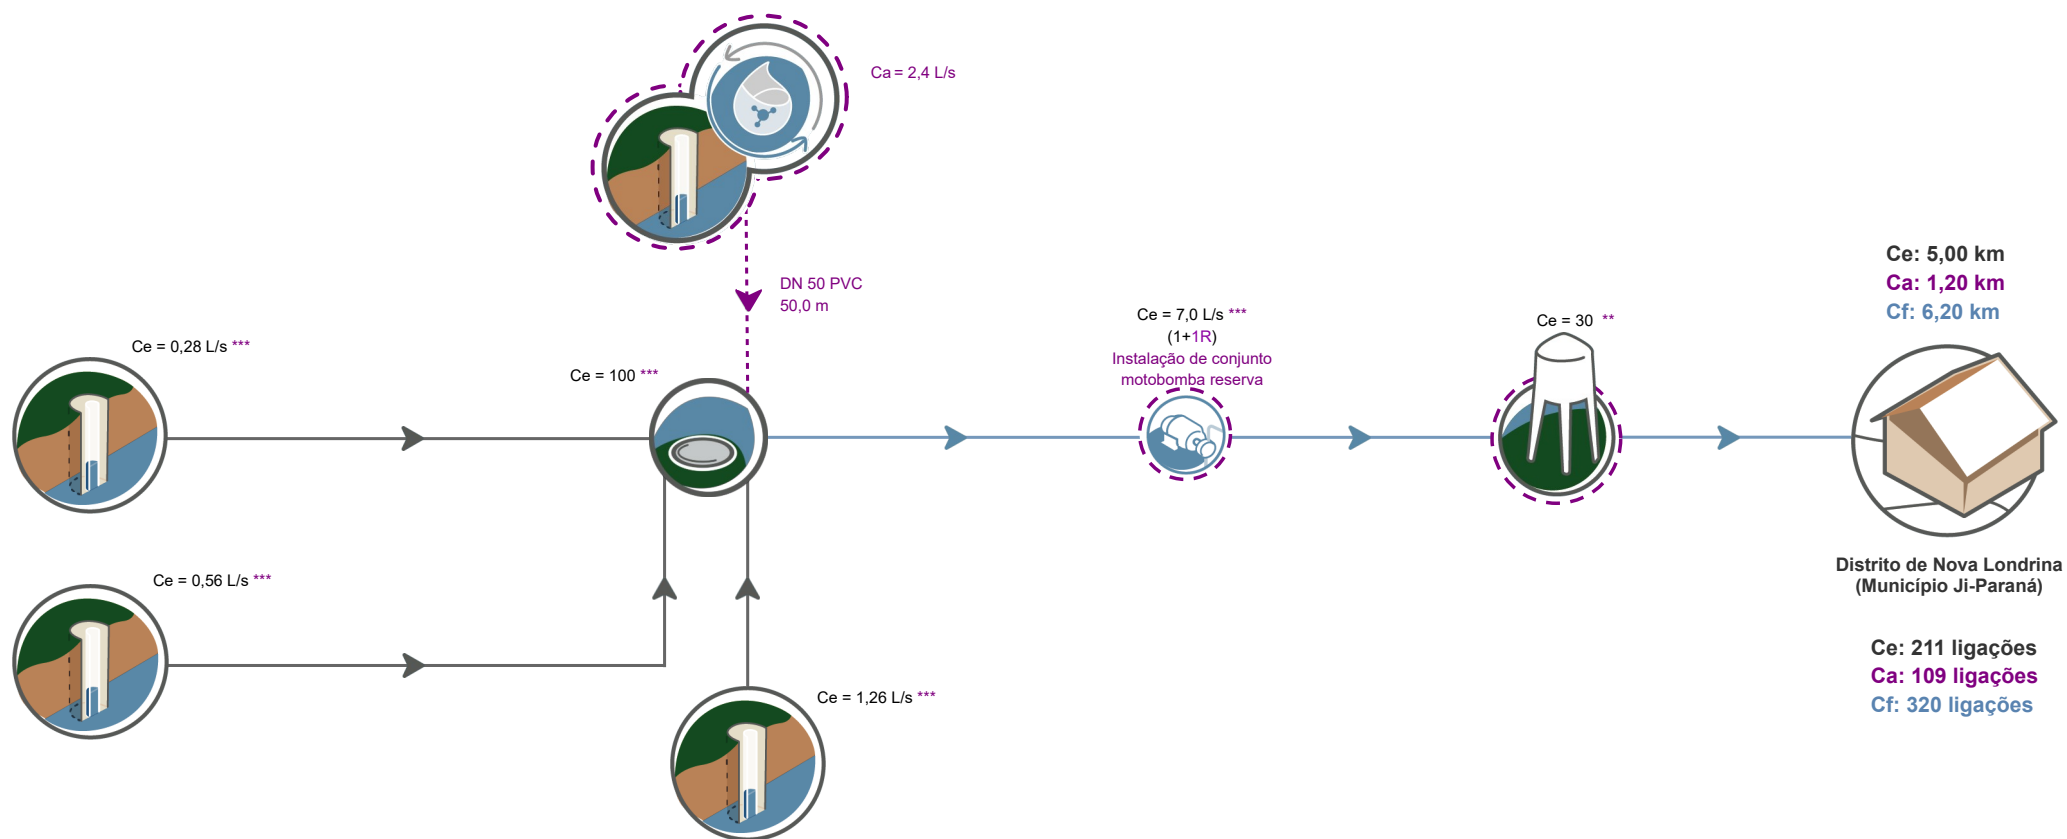 Ca = 2,4 L/s
DN 50 PVC
50,0 m
Ce: 5,00 km
Ca: 1,20 km
Cf: 6,20 km
Ce = 7,0 L/s ***
(1+1R)
Instalação de conjunto
motobomba reserva
Ce = 30 **
Ce = 0,28 L/s ***
Ce = 100 ***
Distrito de Nova Londrina
(Município Ji-Paraná)
Ce = 0,56 L/s ***
Ce: 211 ligações
Ca: 109 ligações
Cf: 320 ligações
Ce = 1,26 L/s ***